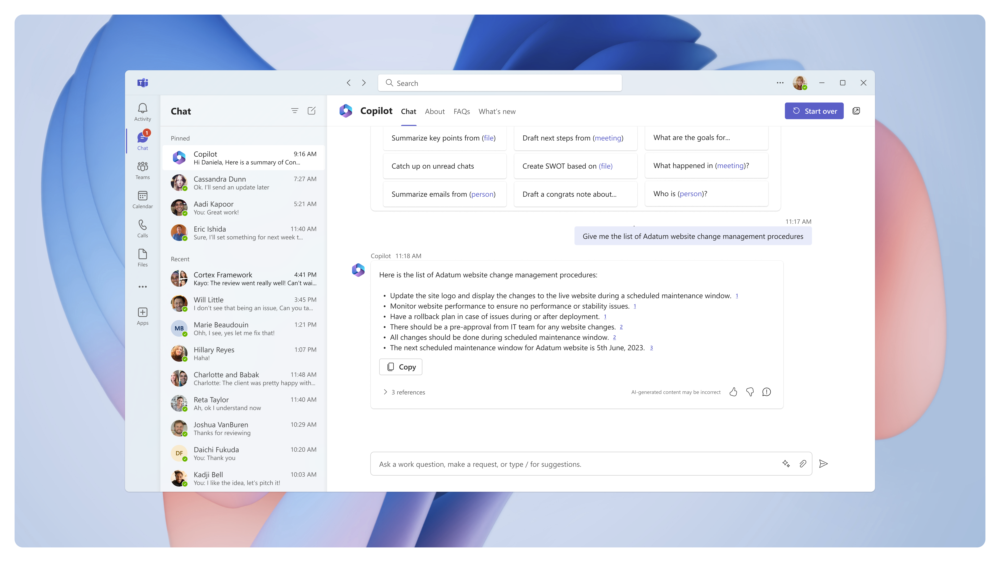 Search
Activity
1
Chat
Teams
Calendar
Calls
Files
Apps
Chat
Pinned
Copilot 9:16 AM
Hi Daniela, Here is a summary of Con...
Cassandra Dunn 7:27 AM
Ok. I’ll send an update later
Aadi Kapoor 5:21 AM
You: Great work!
Eric Ishida 11:40 AM
Sure, I’ll set something for next week t...
Recent
Cortex Framework 4:41 PM
Kayo: The review went really well! Can’t wai...
Will Little 3:45 PM
I don’t see that being an issue, Can you ta...
MB
Marie Beaudouin 1:21 PM
Ohh, I see, yes let me fix that!
Hillary Reyes 1:07 PM
Haha!
Charlotte and Babak 11:48 AM
Charlotte: The client was pretty happy with...
Reta Taylor 11:40 AM
Ah, ok I understand now
Joshua VanBuren 10:29 AM
Thanks for reviewing
DF
Daichi Fukuda 10:20 AM
You: Thank you
Kadji Bell 10:03 AM
You: I like the idea, let’s pitch it!
Copilot Chat About FAQs What’s new
Start over
Summarize key points from (file)
Draft next steps from (meeting)
What are the goals for...
Catch up on unread chats
Create SWOT based on (file)
What happened in (meeting)?
Summarize emails from (person)
Draft a congrats note about...
Who is (person)?
11:17 AM
Give me the list of Adatum website change management procedures
Copilot 11:18 AM
Here is the list of Adatum website change management procedures:
• Update the site logo and display the changes to the live website during a scheduled maintenance window. 1
• Monitor website performance to ensure no performance or stability issues. 1
• Have a rollback plan in case of issues during or after deployment. 1
• There should be a pre-approval from IT team for any website changes. 2
• All changes should be done during scheduled maintenance window. 2
• The next scheduled maintenance window for Adatum website is 5th June, 2023. 3
Copy
3 references
AI-generated content may be incorrect
Ask a work question, make a request, or type / for suggestions.